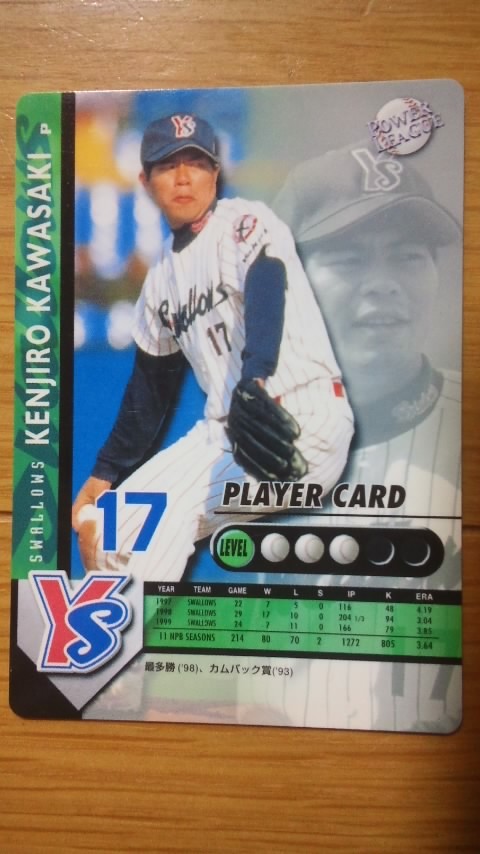 POWER
LEAGUE
YS
SWALLOWS KENJIRO KAWASAKI P
Swallows
17
17
PLAYER CARD
LEVEL
YS
YEAR TEAM GAME W L S IP K ERA
1997 SWALLOWS 22 7 5 0 116 48 4.19
1998 SWALLOWS 29 17 10 0 204 1/3 94 3.04
1999 SWALLOWS 24 7 11 0 166 79 3.85
11 NPB SEASONS 214 80 70 2 1272 805 3.64
最多勝('98)、カムバック賞('93)